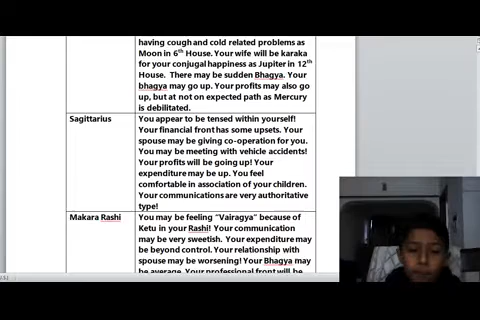 having cough and cold related problems as
Moon in 6th House. Your wife will be karaka
for your conjugal happiness as Jupiter in 12th
House.  There may be sudden Bhagya. Your
bhagya may go up. Your profits may also go
up, but at not on expected path as Mercury
is debilitated.
Sagittarius
You appear to be tensed within yourself!
Your financial front has some upsets. Your
spouse may be giving co-operation for you.
You may be meeting with vehicle accidents!
Your profits will be going up! Your
expenditure may be up. You feel
comfortable in association of your children.
Your communications are very authoritative
type!
Makara Rashi
You may be feeling "Vairagya" because of
Ketu in your Rashi! Your communication
may be very sweetish.  Your expenditure may
be beyond control. Your relationship with
spouse may be worsening! Your Bhagya may
be average. Your professional front will be